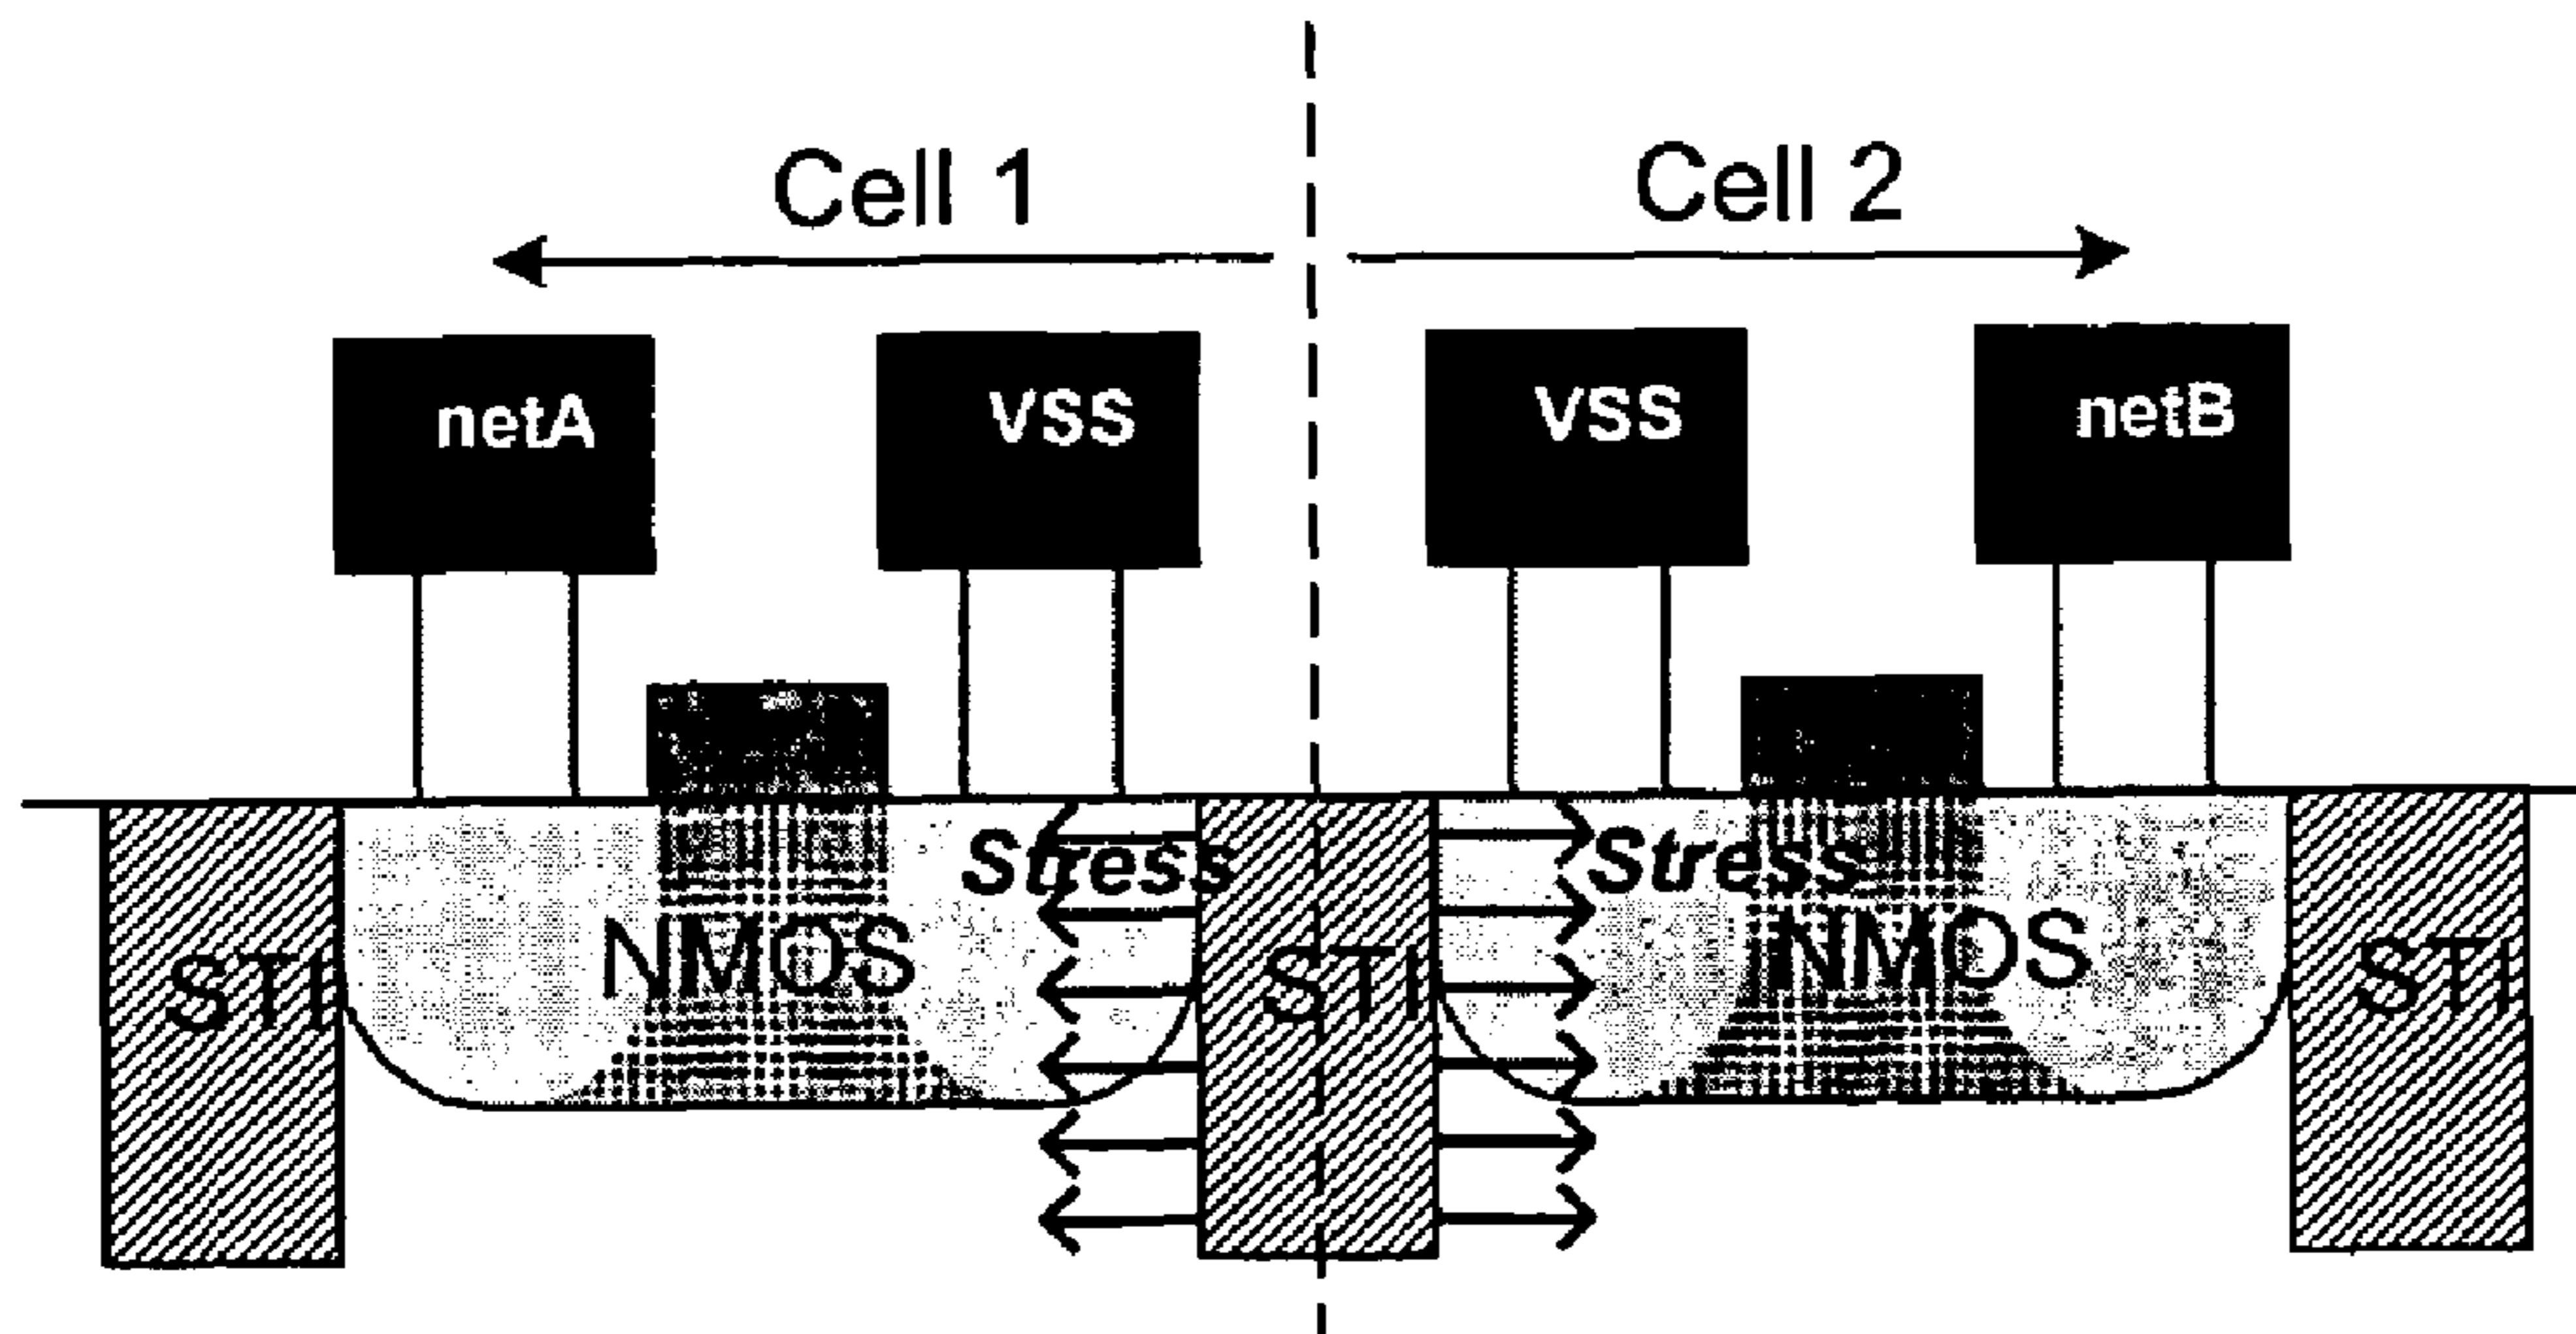 Cell 1
Cell 2
netA
VSS
VSS
netB
Stress
Stress
NMOS
NMOS
STI
STI
STI